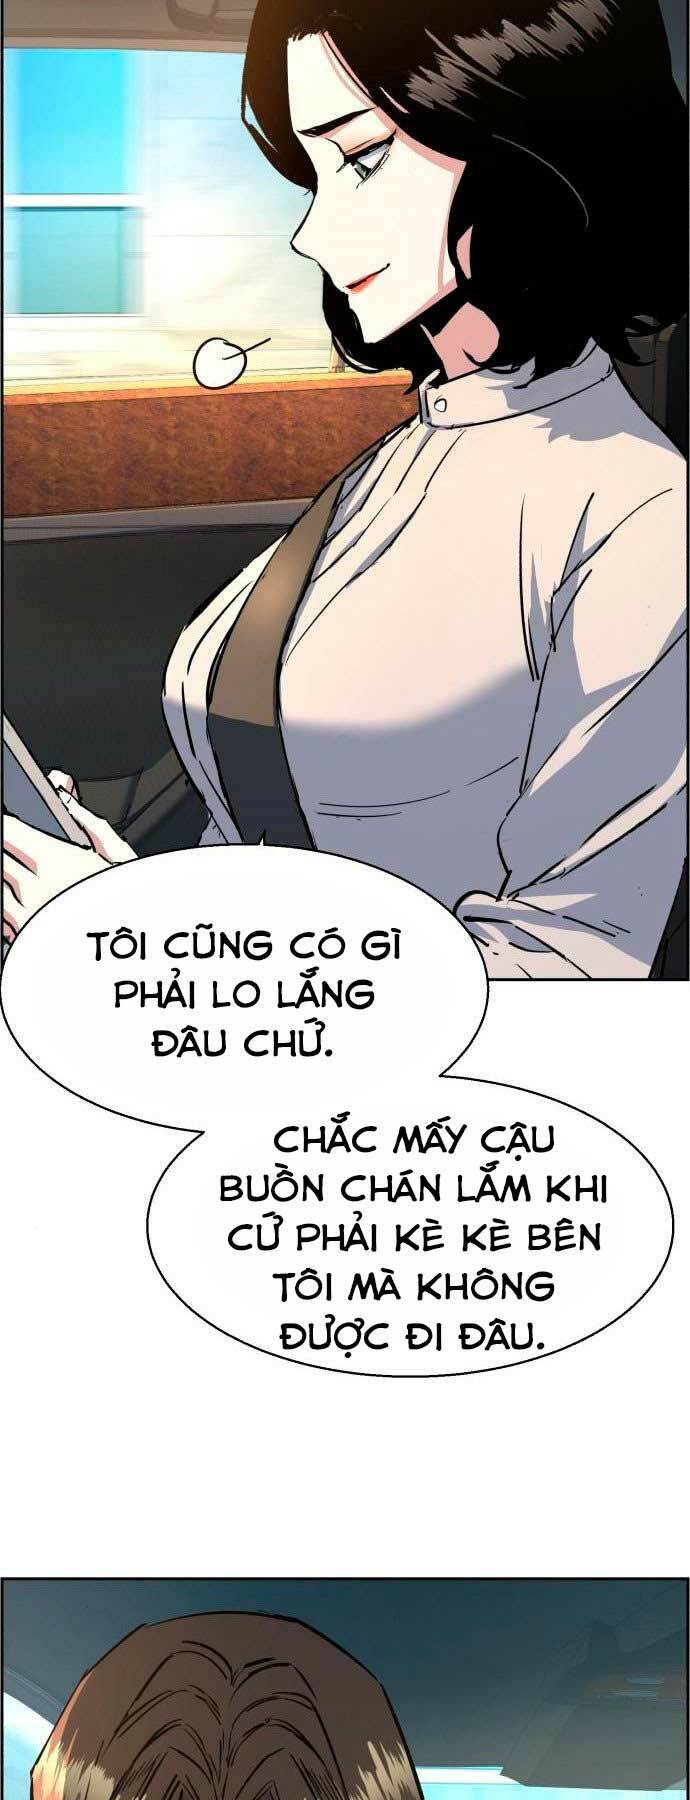 TÔI CŨNG CÓ GÌ
PHẢI LO LẮNG
ĐÂU CHỨ.
CHẮC MẤY CẬU
BUỒN CHÁN LẮM KHI
CỨ PHẢI KÈ KÈ BÊN
TÔI MÀ KHÔNG
ĐƯỢC ĐI ĐÂU.